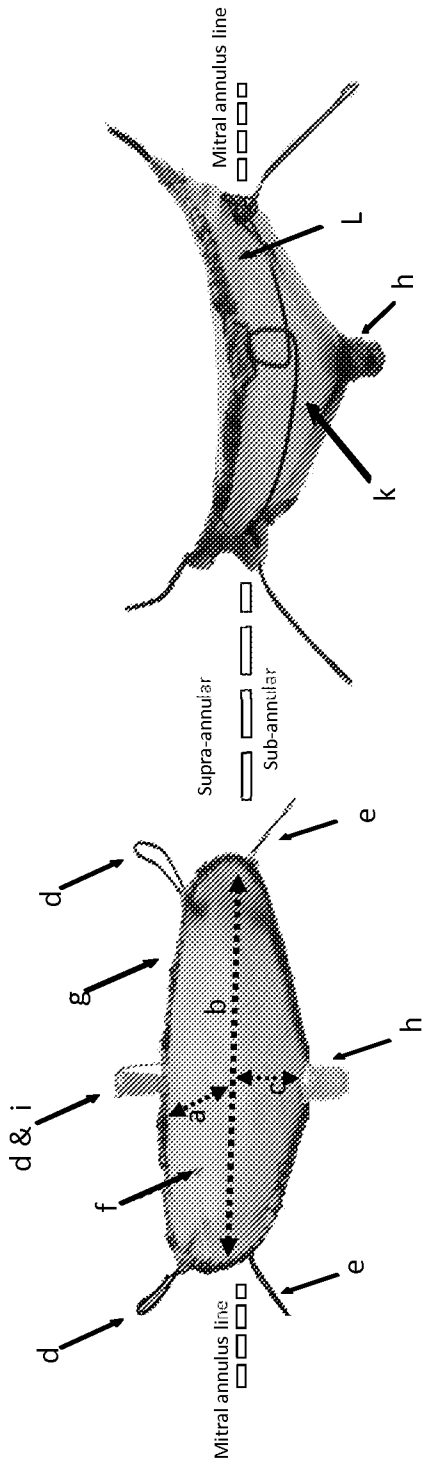 d
d & i
f
g
d
Mitral annulus line
a
b
c
e
h
e
Supra-annular
Sub-annular
Mitral annulus line
L
k
h